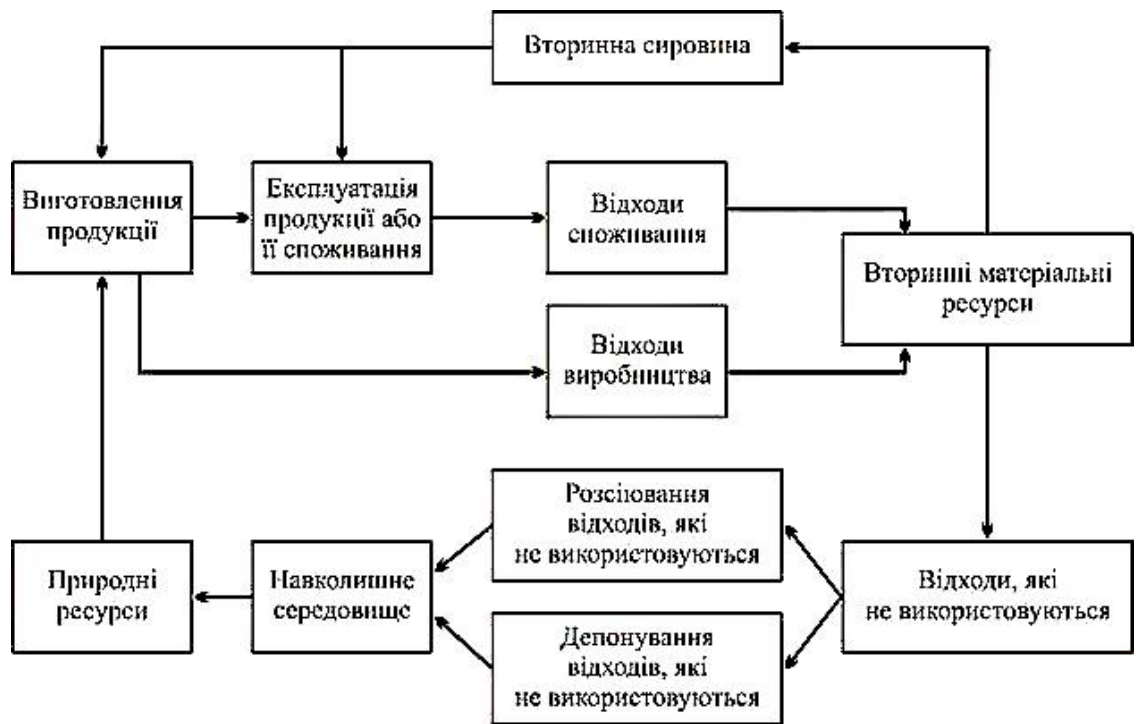 Вторинна сировина
Виготовлення
продукції
Експлуатація
продукції або
її споживання
Відходи
споживання
Вторинні матеріальні
ресурси
Відходи
виробництва
Розсіювання
відходів, які
не використовуються
Природні
ресурси
Навколишнє
середовище
Відходи, які
не використовуються
Депонування
відходів, які
не використовуються